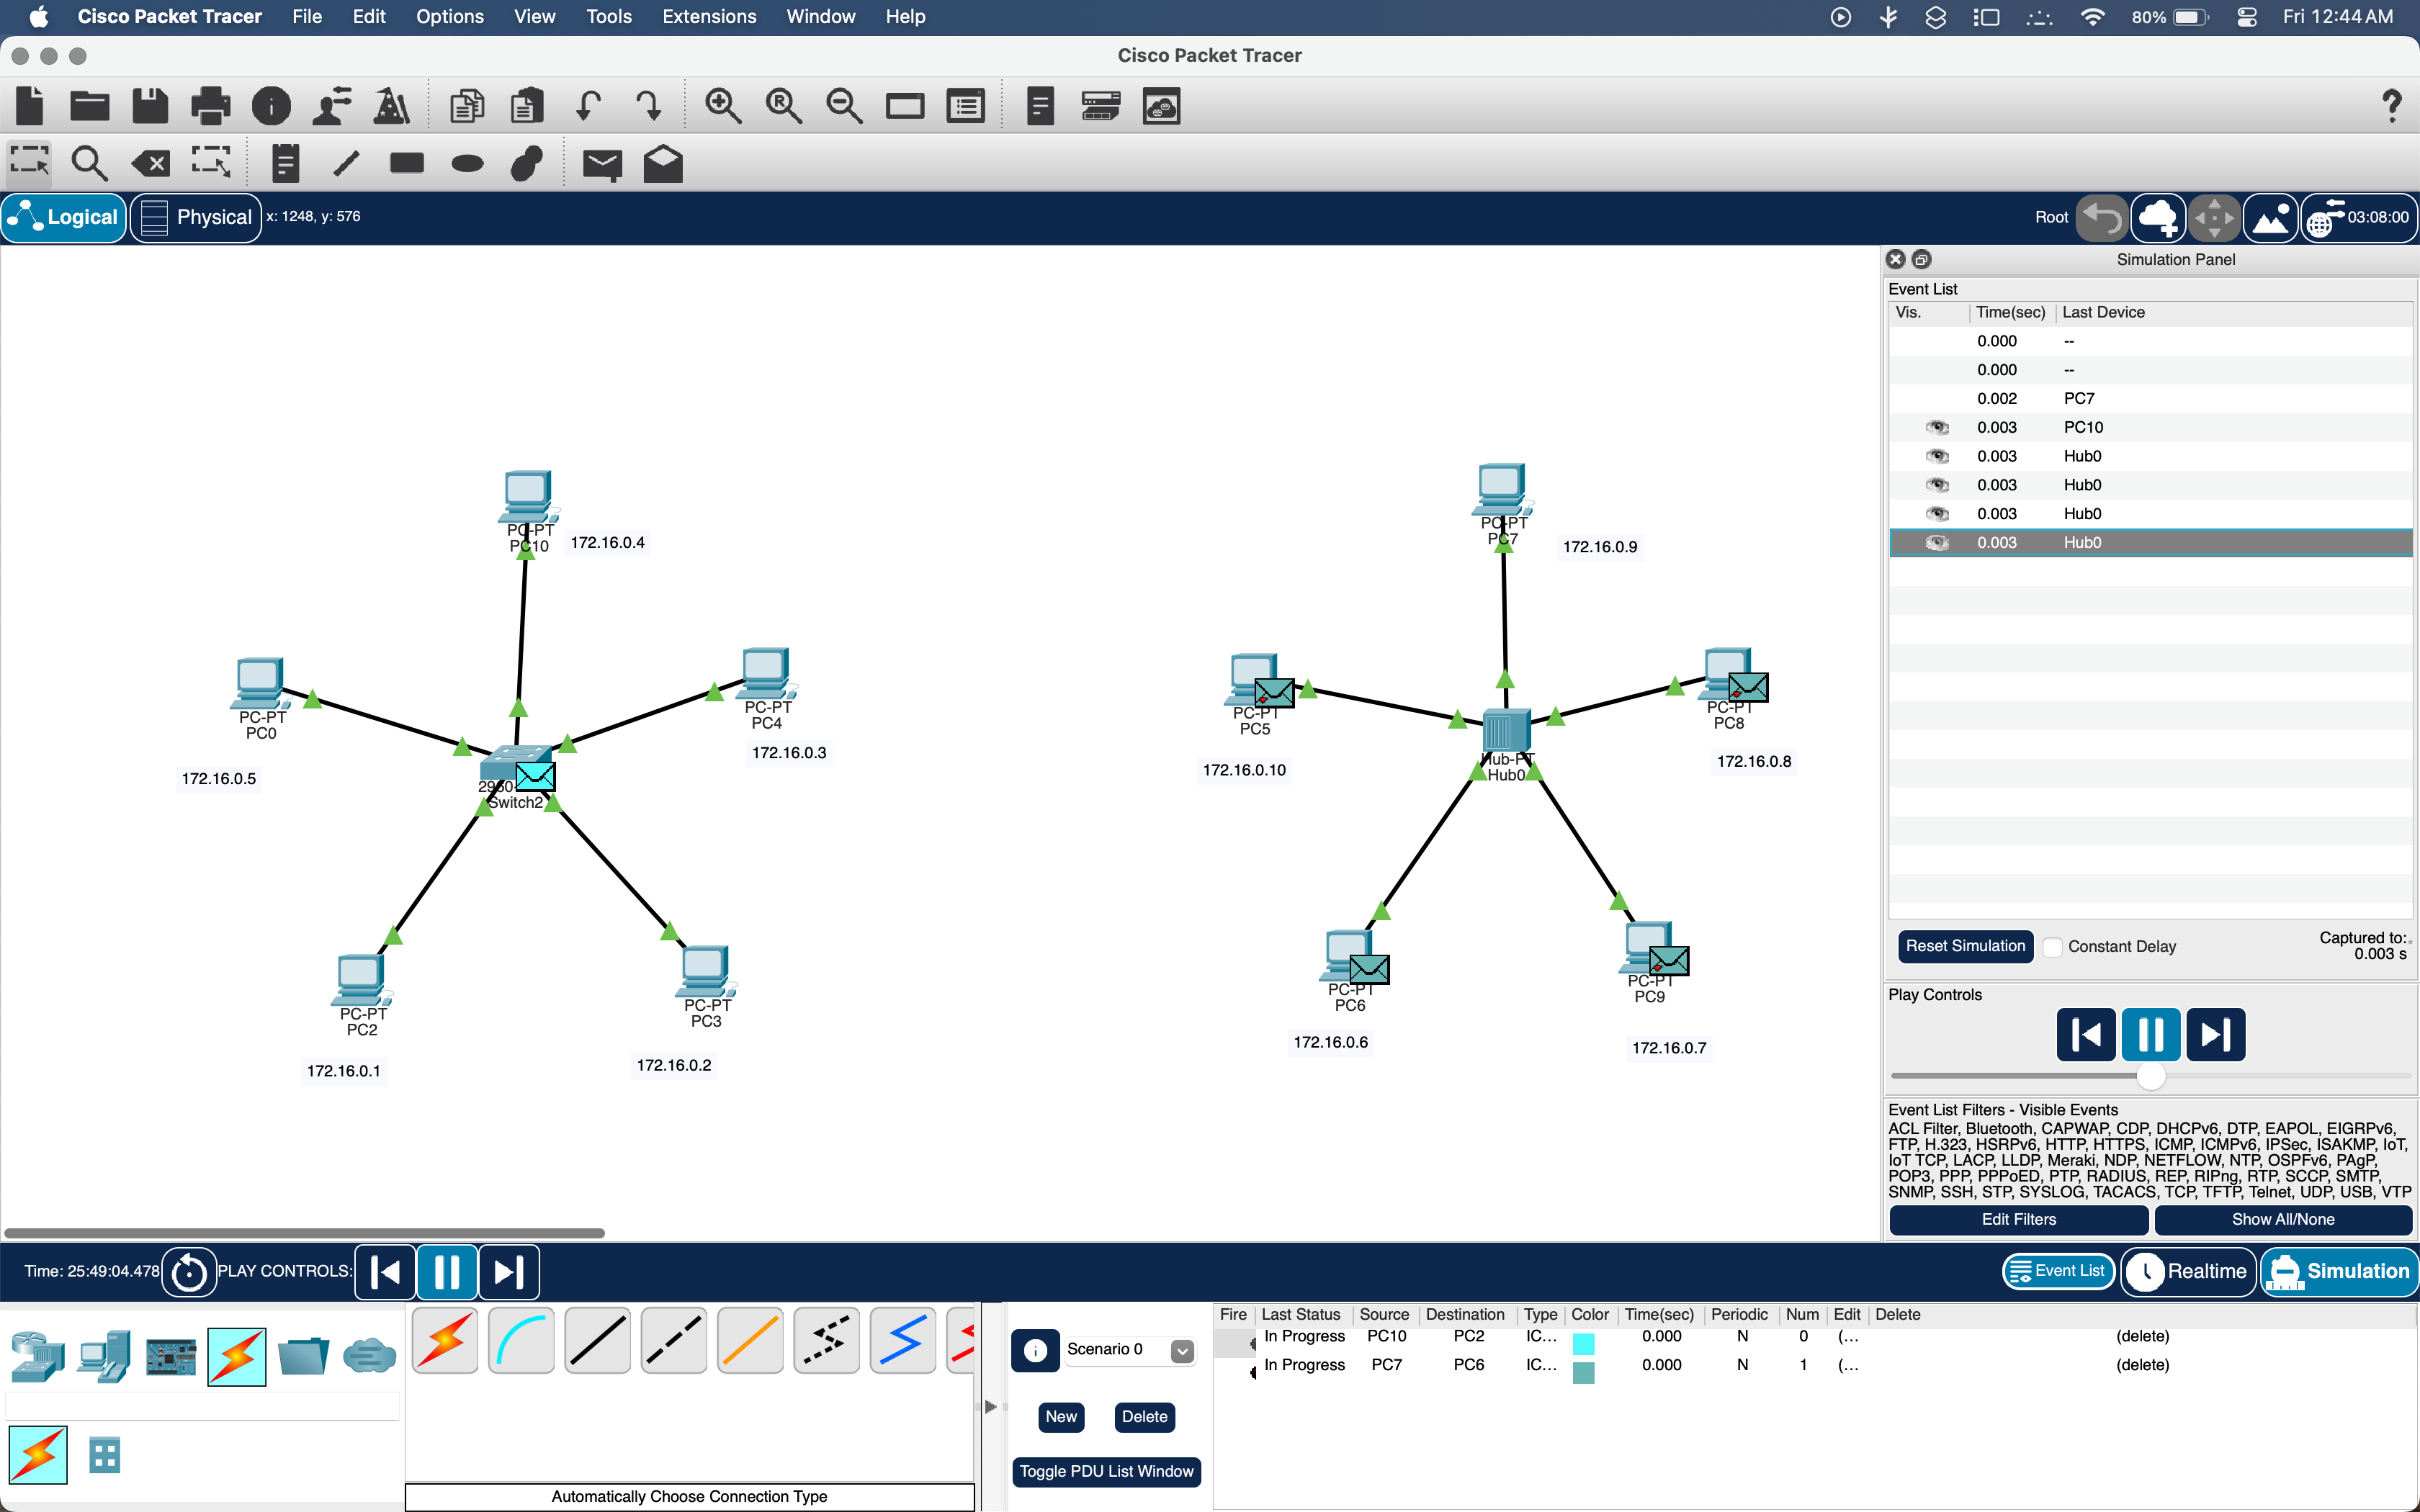 Cisco Packet Tracer File Edit Options View Tools Extensions Window Help 80% Fri 12:44 AM
Cisco Packet Tracer
Logical Physical x: 1248, y: 576 Root 03:08:00
Simulation Panel
Event List
Vis. Time(sec) Last Device
0.000 --
0.000 --
0.002 PC7
0.003 PC10
0.003 Hub0
0.003 Hub0
0.003 Hub0
0.003 Hub0
PC-PT
PC10
172.16.0.4
PC-PT
PC0
172.16.0.5
PC-PT
PC4
172.16.0.3
Switch2
PC-PT
PC2
172.16.0.1
PC-PT
PC3
172.16.0.2
PC-PT
PC7
172.16.0.9
PC-PT
PC5
172.16.0.10
PC-PT
PC8
172.16.0.8
Hub-PT
Hub0
PC-PT
PC6
172.16.0.6
PC-PT
PC9
172.16.0.7
Reset Simulation Constant Delay Captured to:
0.003 s
Play Controls
Event List Filters - Visible Events
ACL Filter, Bluetooth, CAPWAP, CDP, DHCPv6, DTP, EAPOL, EIGRPv6,
FTP, H.323, HSRPv6, HTTP, HTTPS, ICMP, ICMPv6, IPSec, ISAKMP, IoT,
IoT TCP, LACP, LLDP, Meraki, NDP, NETFLOW, NTP, OSPFv6, PAgP,
POP3, PPP, PPPoED, PTP, RADIUS, REP, RIPng, RTP, SCCP, SMTP,
SNMP, SSH, STP, SYSLOG, TACACS, TCP, TFTP, Telnet, UDP, USB, VTP
Edit Filters Show All/None
Time: 25:49:04.478 PLAY CONTROLS: Event List Realtime Simulation
Scenario 0
New Delete
Toggle PDU List Window
Fire Last Status Source Destination Type Color Time(sec) Periodic Num Edit Delete
In Progress PC10 PC2 IC... 0.000 N 0 (... (delete)
In Progress PC7 PC6 IC... 0.000 N 1 (... (delete)
Automatically Choose Connection Type